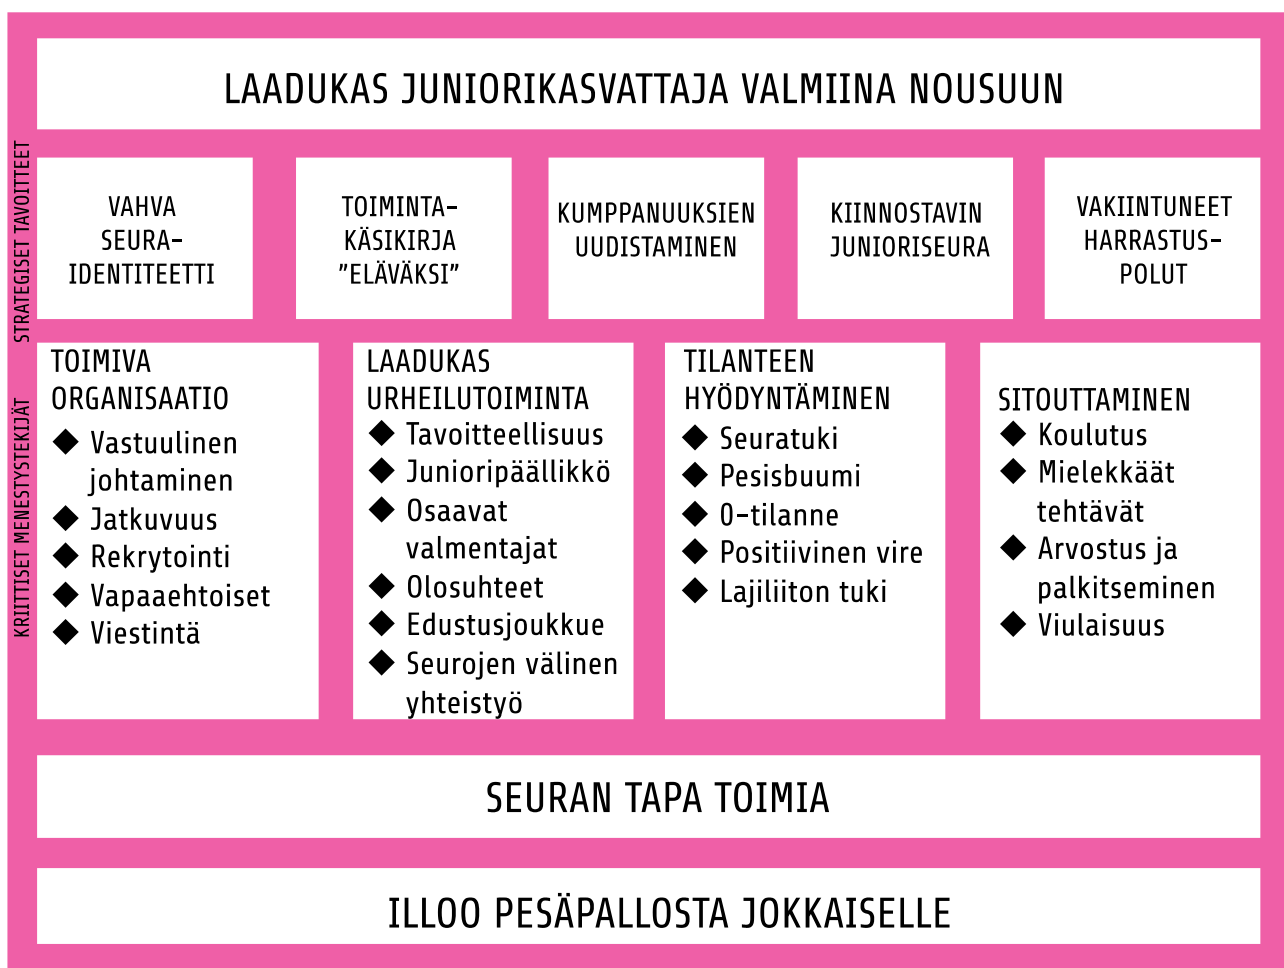 LAADUKAS JUNIORIKASVATTAJA VALMIINA NOUSUUN
STRATEGISET TAVOITTEET
VAHVA
SEURA-
IDENTITEETTI
TOIMINTA-
KÄSIKIRJA
"ELÄVÄKSI"
KUMPPANUUKSIEN
UUDISTAMINEN
KIINNOSTAVIN
JUNIORISEURA
VAKIINTUNEET
HARRASTUS-
POLUT
KRIITTISET MENESTYSTEKIJÄT
TOIMIVA
ORGANISAATIO
◆ Vastuulinen
johtaminen
◆ Jatkuvuus
◆ Rekrytointi
◆ Vapaaehtoiset
◆ Viestintä
LAADUKAS
URHEILUTOIMINTA
◆ Tavoitteellisuus
◆ Junioripäällikkö
◆ Osaavat
valmentajat
◆ Olosuhteet
◆ Edustusjoukkue
◆ Seurojen välinen
yhteistyö
TILANTEEN
HYÖDYNTÄMINEN
◆ Seuratuki
◆ Pesisbuumi
◆ 0-tilanne
◆ Positiivinen vire
◆ Lajiliiton tuki
SITOUTTAMINEN
◆ Koulutus
◆ Mielekkäät
tehtävät
◆ Arvostus ja
palkitseminen
◆ Viulaisuus
SEURAN TAPA TOIMIA
ILLOO PESÄPALLOSTA JOKKAISELLE